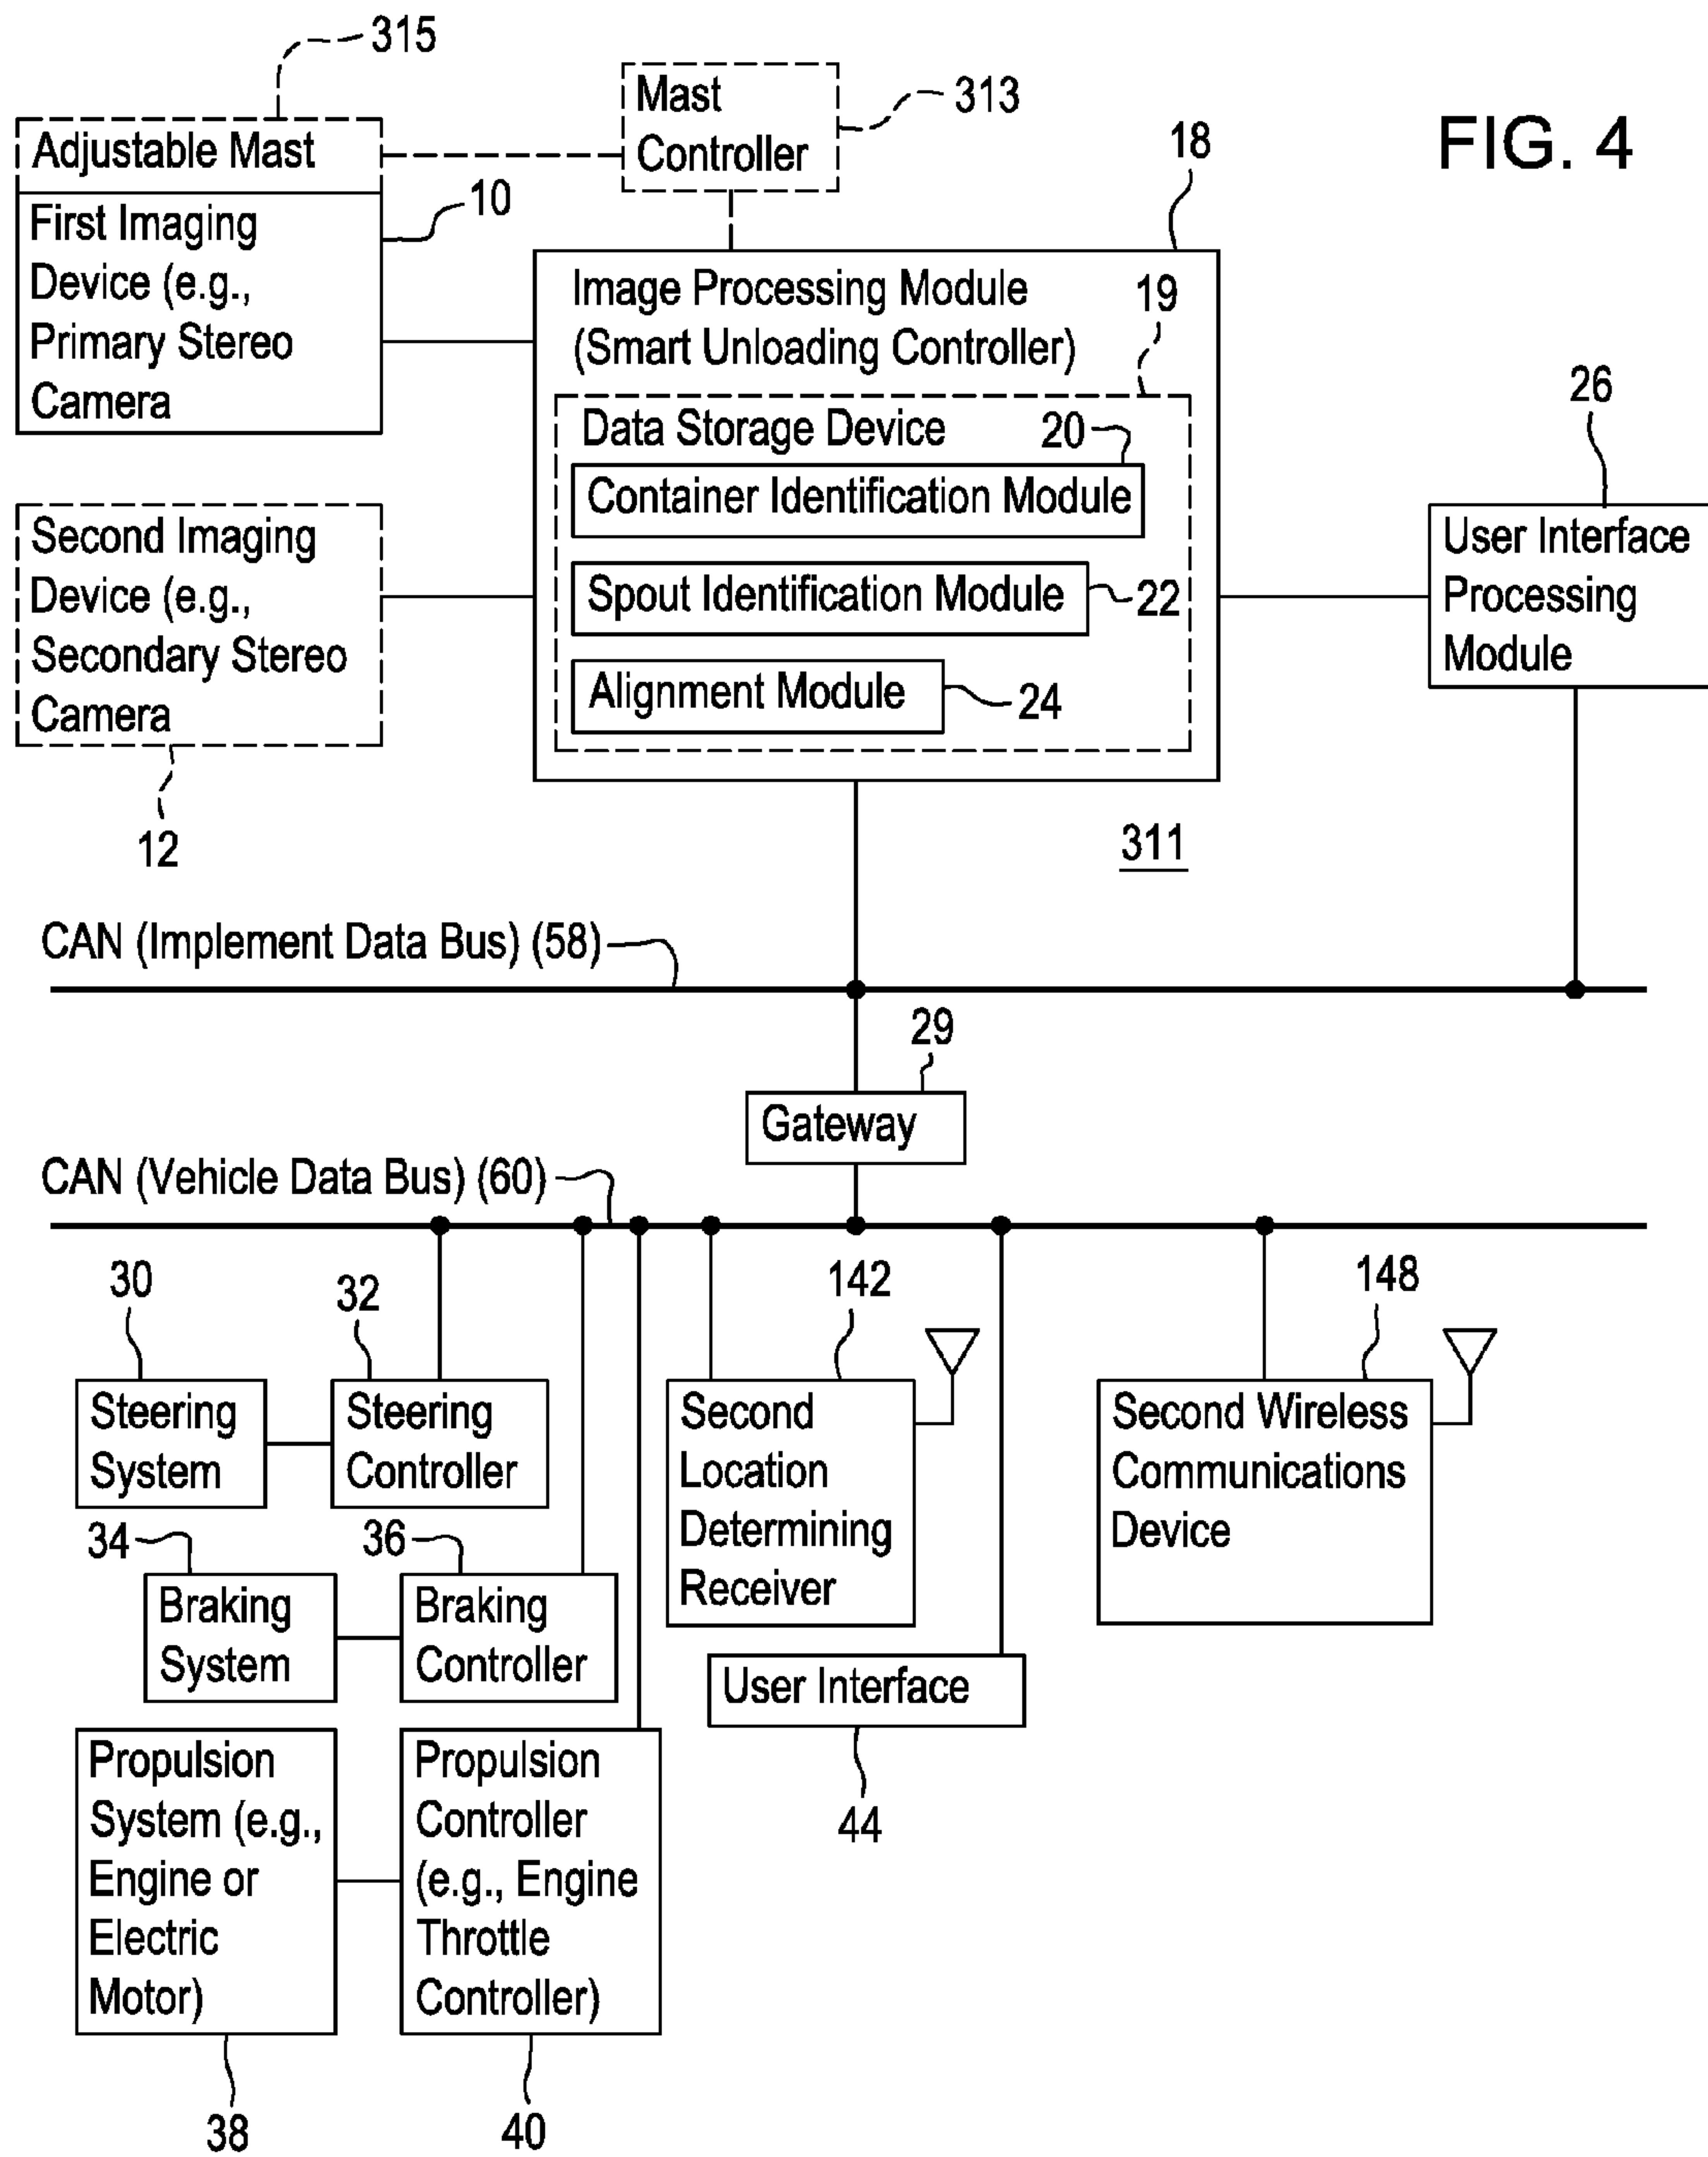 FIG. 4
315
Adjustable Mast
Mast
Controller
313
10
First Imaging
Device (e.g.,
Primary Stereo
Camera
18
Image Processing Module
(Smart Unloading Controller)
19
Data Storage Device
20
Container Identification Module
Spout Identification Module
22
Alignment Module
24
26
User Interface
Processing
Module
Second Imaging
Device (e.g.,
Secondary Stereo
Camera
12
311
CAN (Implement Data Bus) (58)
29
Gateway
CAN (Vehicle Data Bus) (60)
30
Steering
System
32
Steering
Controller
34
Braking
System
36
Braking
Controller
Propulsion
System (e.g.,
Engine or
Electric
Motor)
38
Propulsion
Controller
(e.g., Engine
Throttle
Controller)
40
142
Second
Location
Determining
Receiver
User Interface
44
148
Second Wireless
Communications
Device